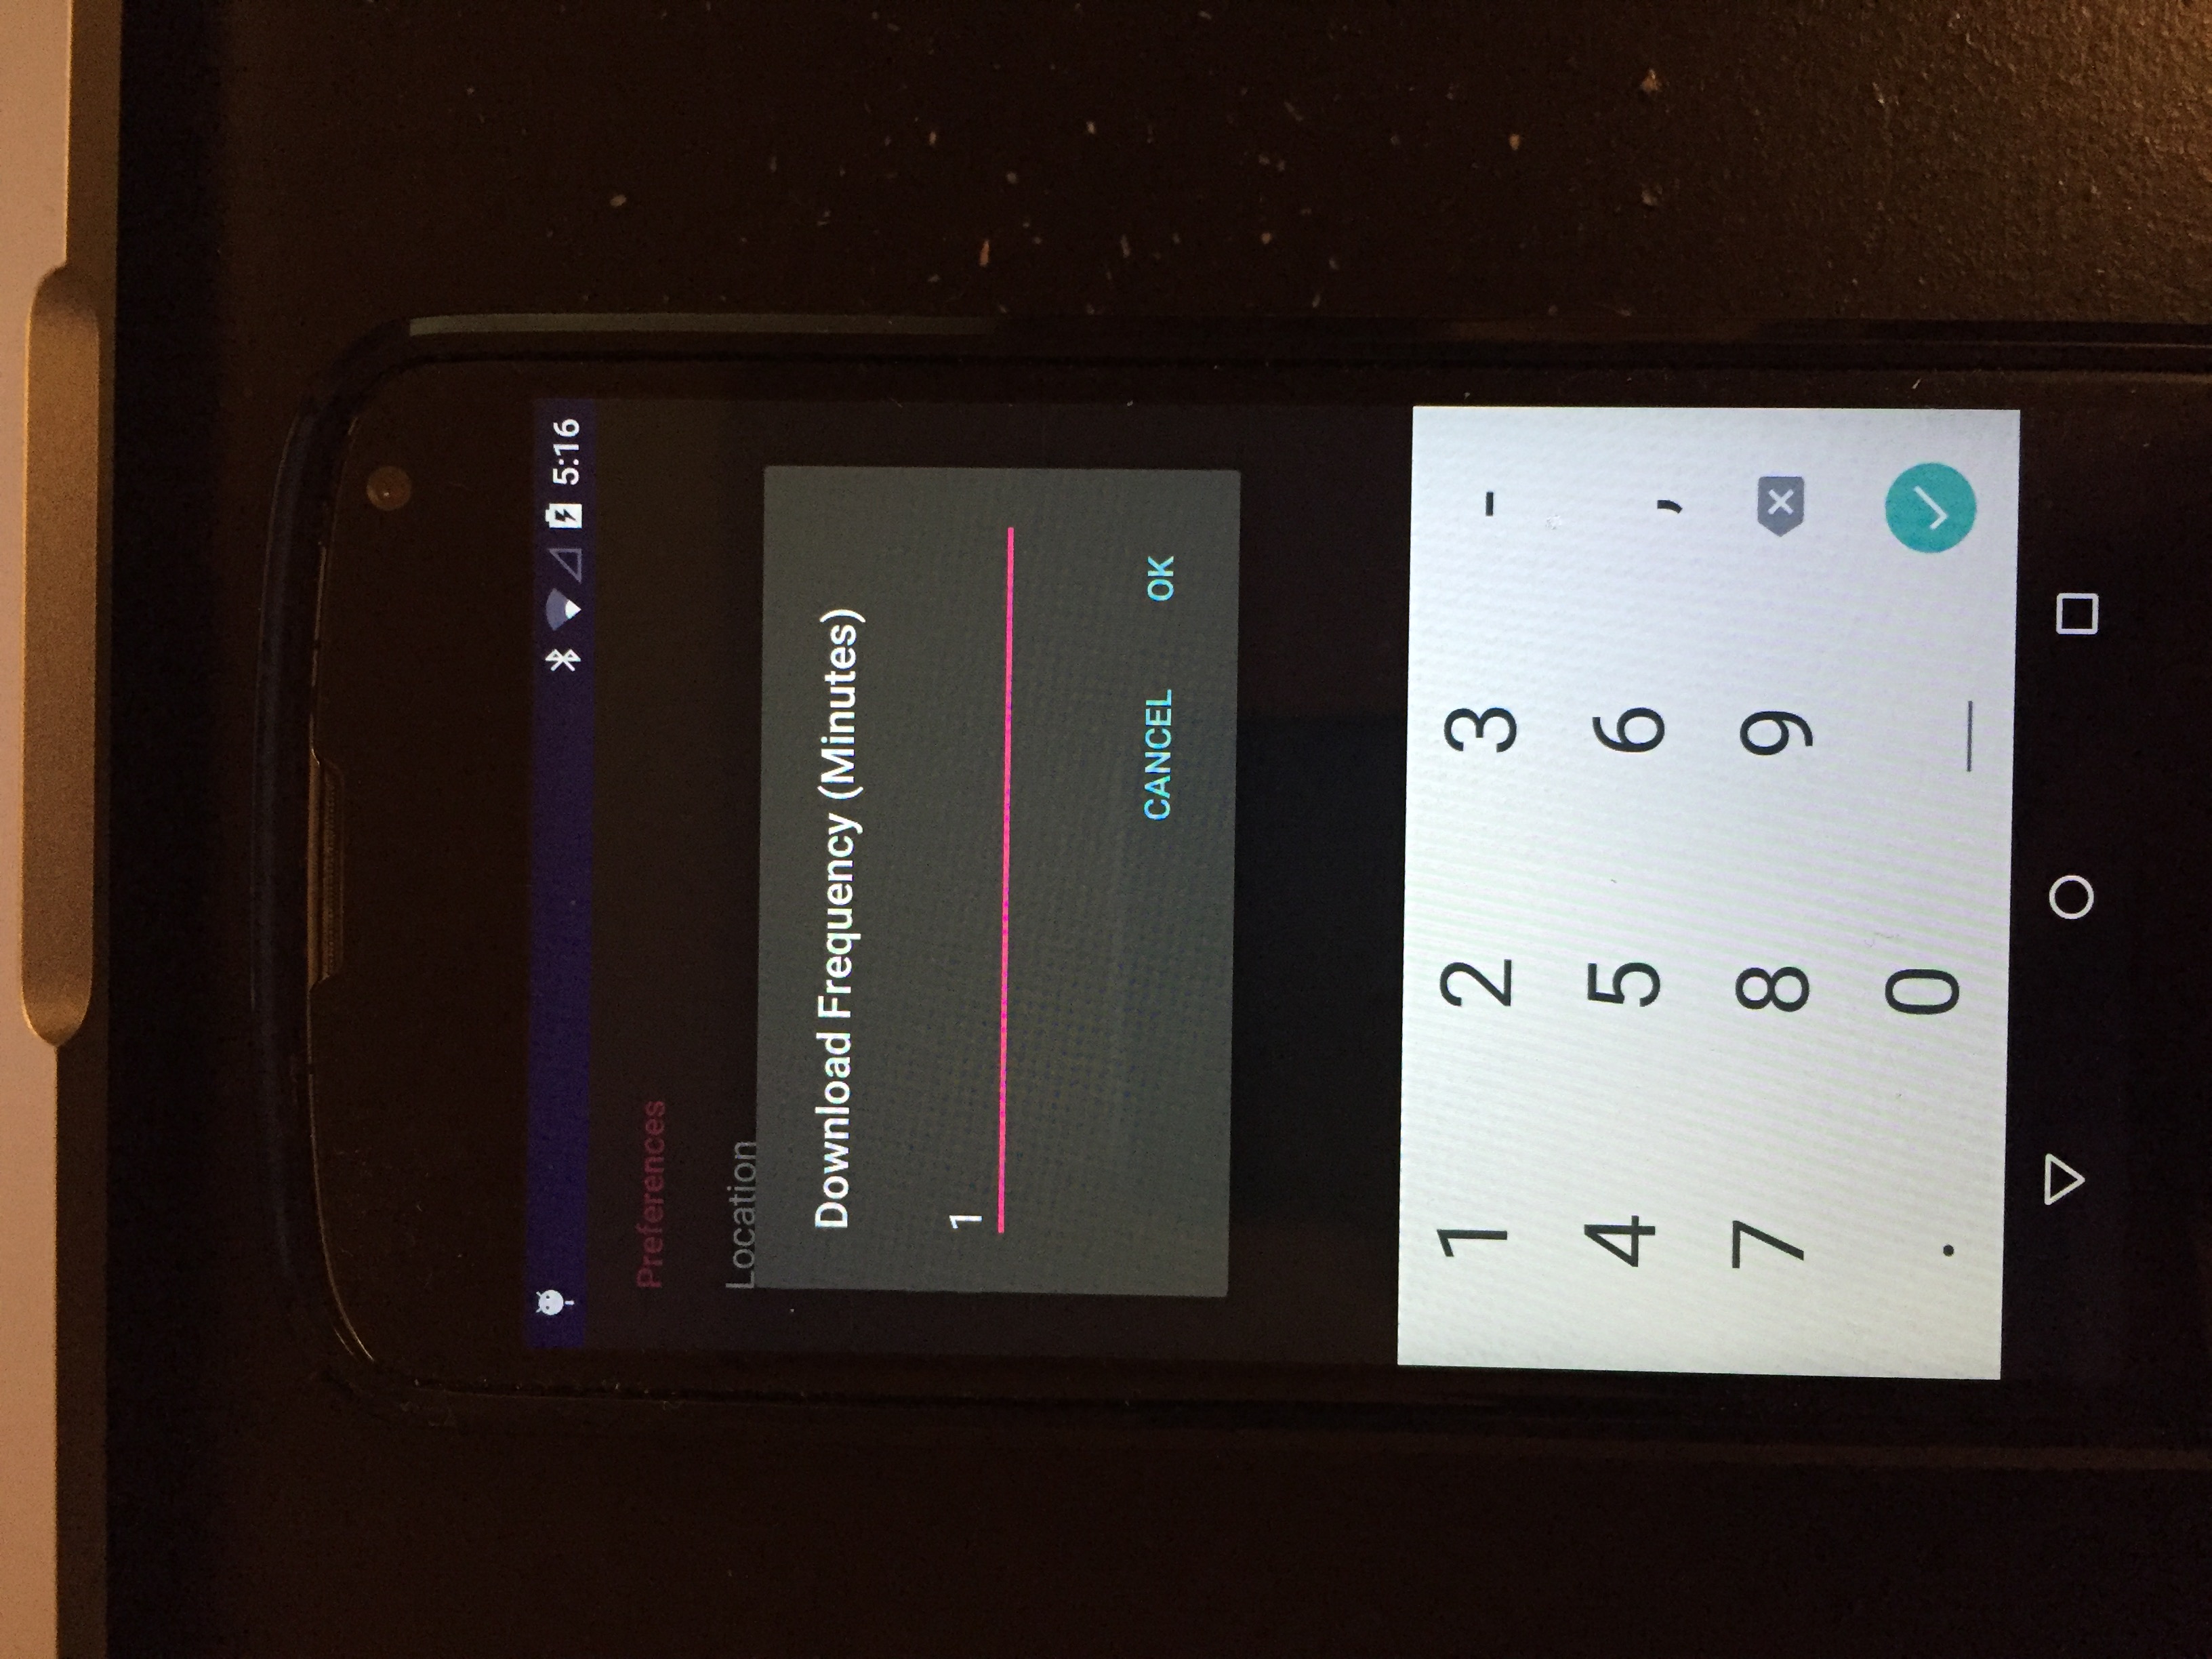 5:16
Preferences
Location
Download Frequency (Minutes)
1
CANCEL OK
1 2 3 -
4 5 6 ,
7 8 9
. 0 _